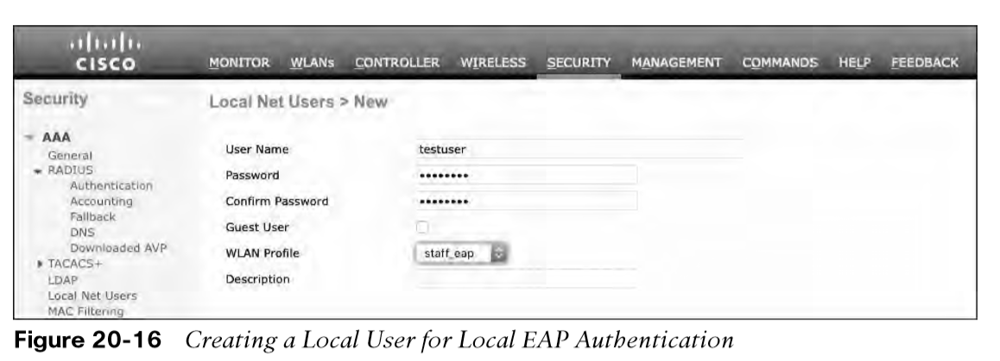 CISCO
MONITOR WLANs CONTROLLER WIRELESS SECURITY MANAGEMENT COMMANDS HELP FEEDBACK
Security
Local Net Users > New
AAA
General
RADIUS
Authentication
Accounting
Fallback
DNS
Downloaded AVP
TACACS+
LDAP
Local Net Users
MAC Filtering
User Name testuser
Password ••••••••
Confirm Password ••••••••
Guest User
WLAN Profile staff_eap
Description
Figure 20-16 Creating a Local User for Local EAP Authentication